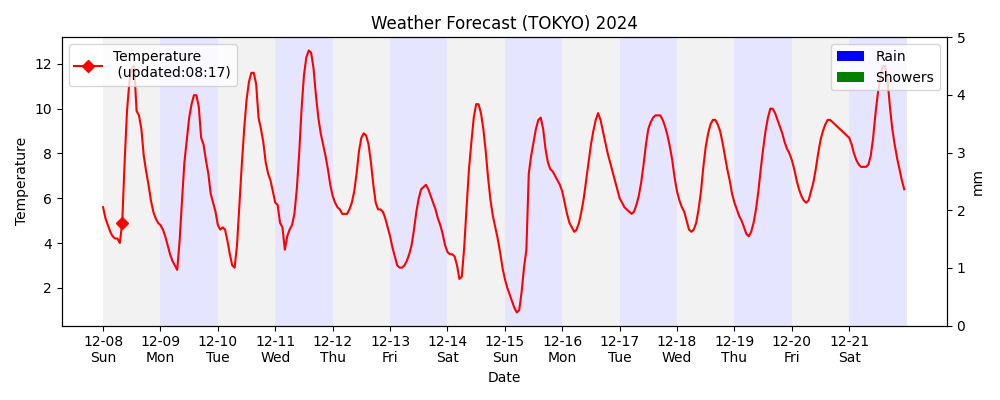 Weather Forecast (TOKYO) 2024
Temperature
(updated:08:17)
Rain
Showers
Temperature
12
10
8
6
4
2
5
4
3
2
1
0
mm
12-08 12-09 12-10 12-11 12-12 12-13 12-14 12-15 12-16 12-17 12-18 12-19 12-20 12-21
Sun Mon Tue Wed Thu Fri Sat Sun Mon Tue Wed Thu Fri Sat
Date